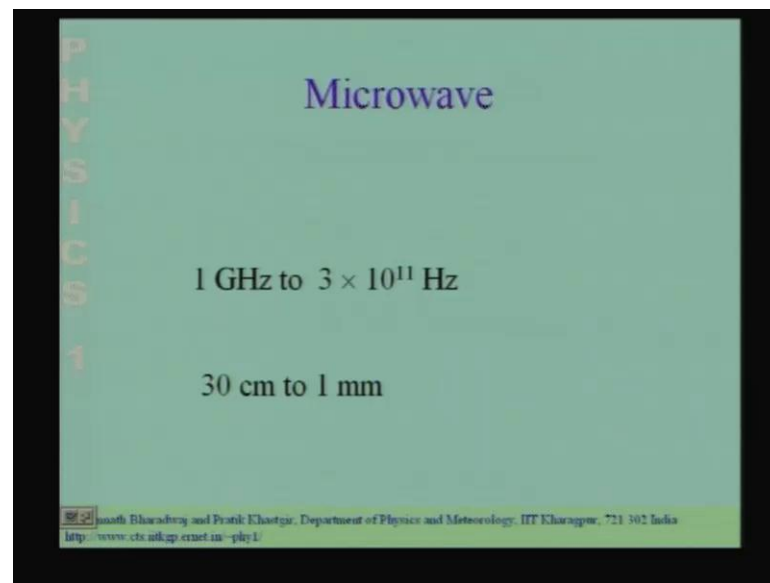 PHYSICS 1
Microwave
1 GHz to 3 × 10¹¹ Hz
30 cm to 1 mm
Bharadwaj and Pratik Khastgir, Department of Physics and Meteorology, IIT Kharagpur, 721 302 India
http://www.cts.iitkgp.ernet.in/~phy1/